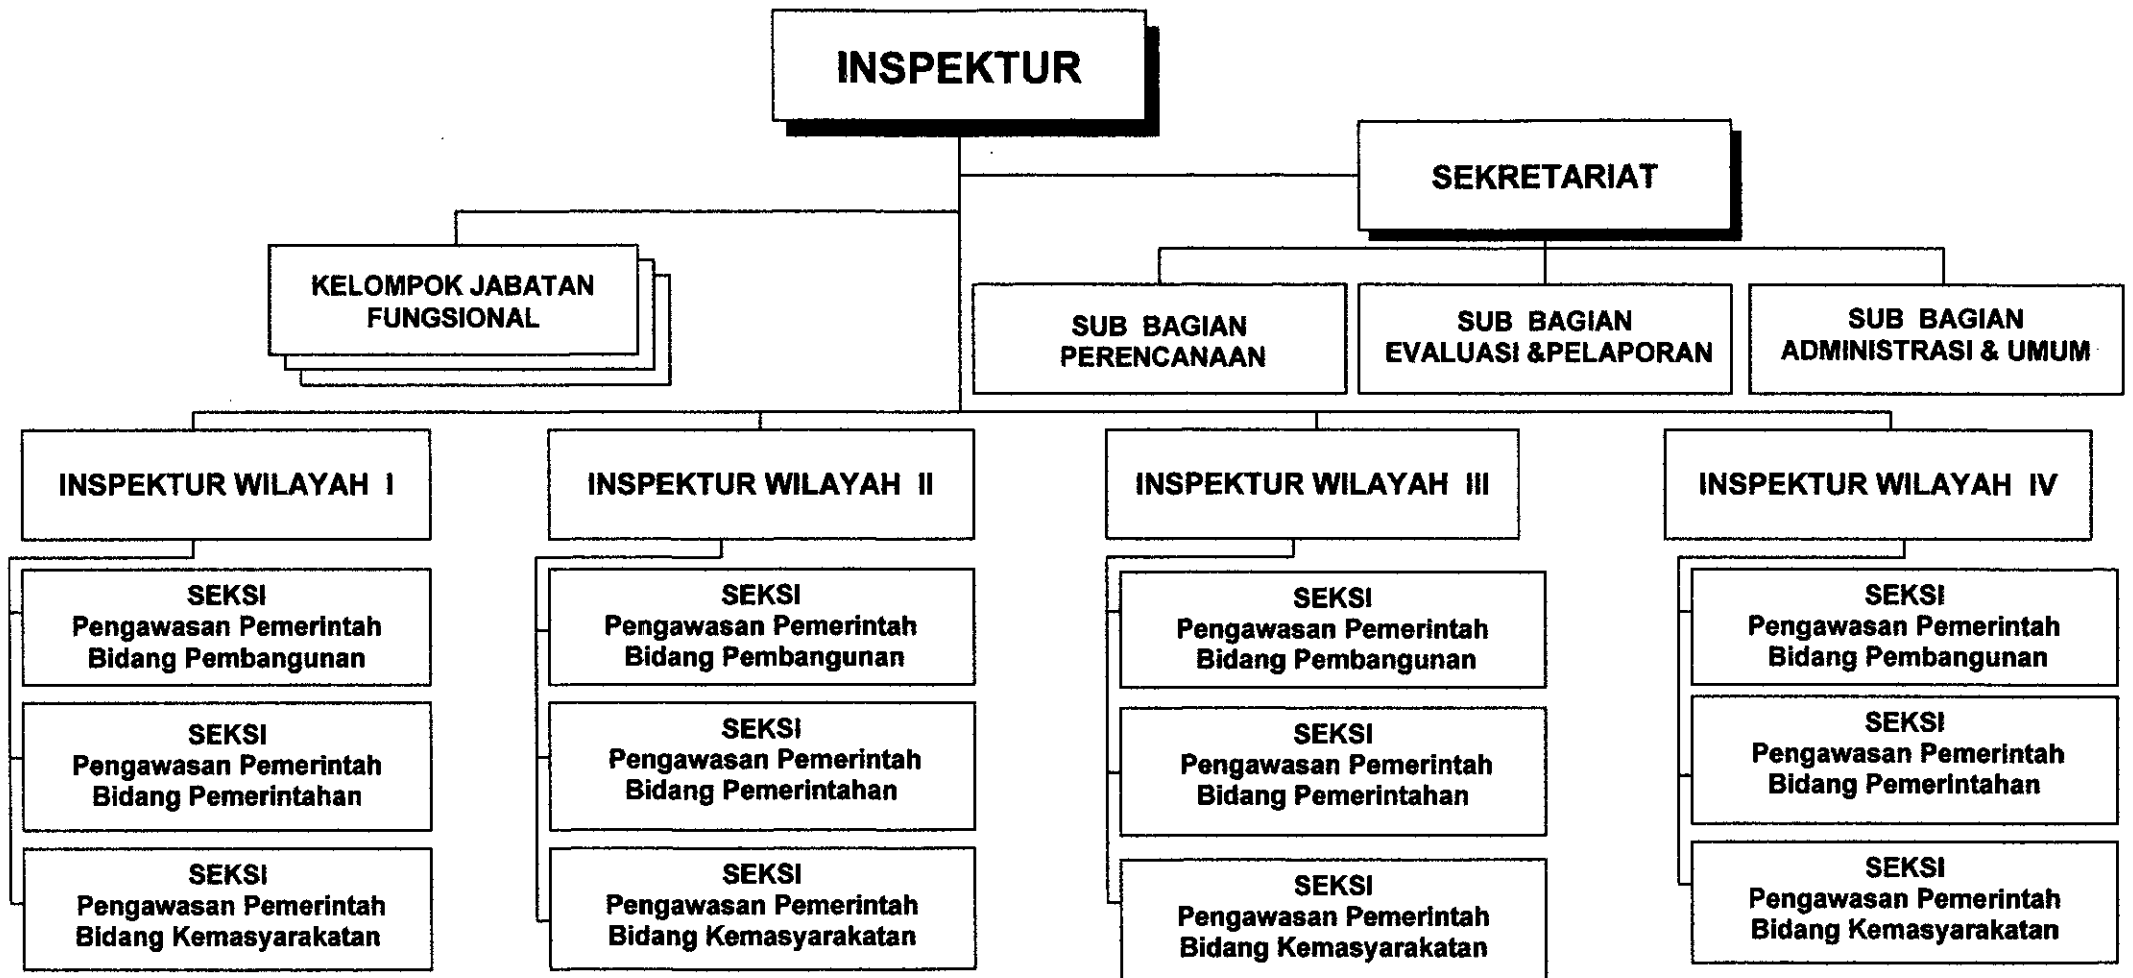 INSPEKTUR
SEKRETARIAT
KELOMPOK JABATAN
FUNGSIONAL
SUB BAGIAN
PERENCANAAN
SUB BAGIAN
EVALUASI &PELAPORAN
SUB BAGIAN
ADMINISTRASI & UMUM
INSPEKTUR WILAYAH I
INSPEKTUR WILAYAH II
INSPEKTUR WILAYAH III
INSPEKTUR WILAYAH IV
SEKSI
Pengawasan Pemerintah
Bidang Pembangunan
SEKSI
Pengawasan Pemerintah
Bidang Pemerintahan
SEKSI
Pengawasan Pemerintah
Bidang Kemasyarakatan
SEKSI
Pengawasan Pemerintah
Bidang Pembangunan
SEKSI
Pengawasan Pemerintah
Bidang Pemerintahan
SEKSI
Pengawasan Pemerintah
Bidang Kemasyarakatan
SEKSI
Pengawasan Pemerintah
Bidang Pembangunan
SEKSI
Pengawasan Pemerintah
Bidang Pemerintahan
SEKSI
Pengawasan Pemerintah
Bidang Kemasyarakatan
SEKSI
Pengawasan Pemerintah
Bidang Pembangunan
SEKSI
Pengawasan Pemerintah
Bidang Pemerintahan
SEKSI
Pengawasan Pemerintah
Bidang Kemasyarakatan